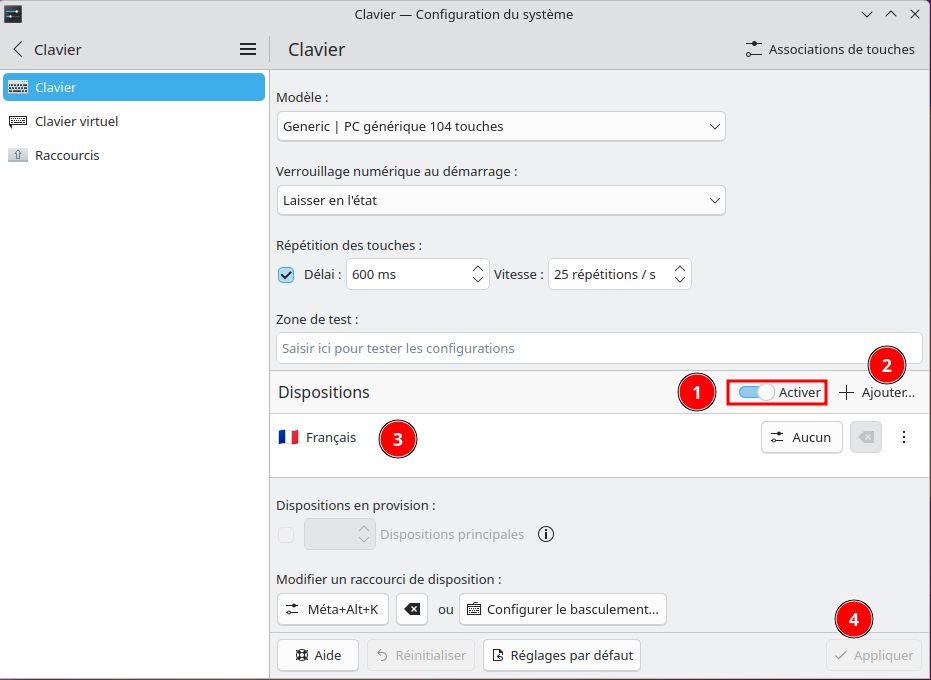 Clavier — Configuration du système
Clavier
Clavier
Associations de touches
Clavier
Clavier virtuel
Raccourcis
Modèle :
Generic | PC générique 104 touches
Verrouillage numérique au démarrage :
Laisser en l'état
Répétition des touches :
Délai : 600 ms Vitesse : 25 répétitions / s
Zone de test :
Saisir ici pour tester les configurations
2
Dispositions 1 Activer Ajouter...
Français 3 Aucun
Dispositions en provision :
Dispositions principales
Modifier un raccourci de disposition :
Méta+Alt+K ou Configurer le basculement...
4
Aide Réinitialiser Réglages par défaut Appliquer